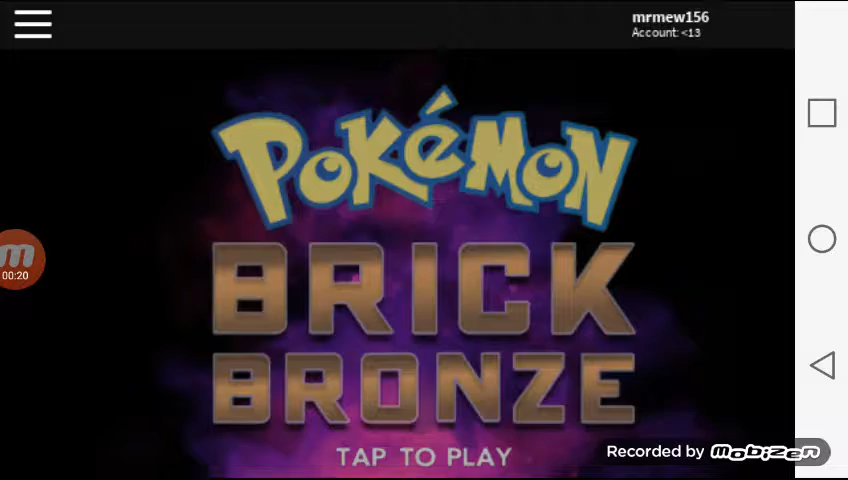 mrmew156
Account: <13
POKéMON
BRICK
BRONZE
TAP TO PLAY
00:20
Recorded by mobizen